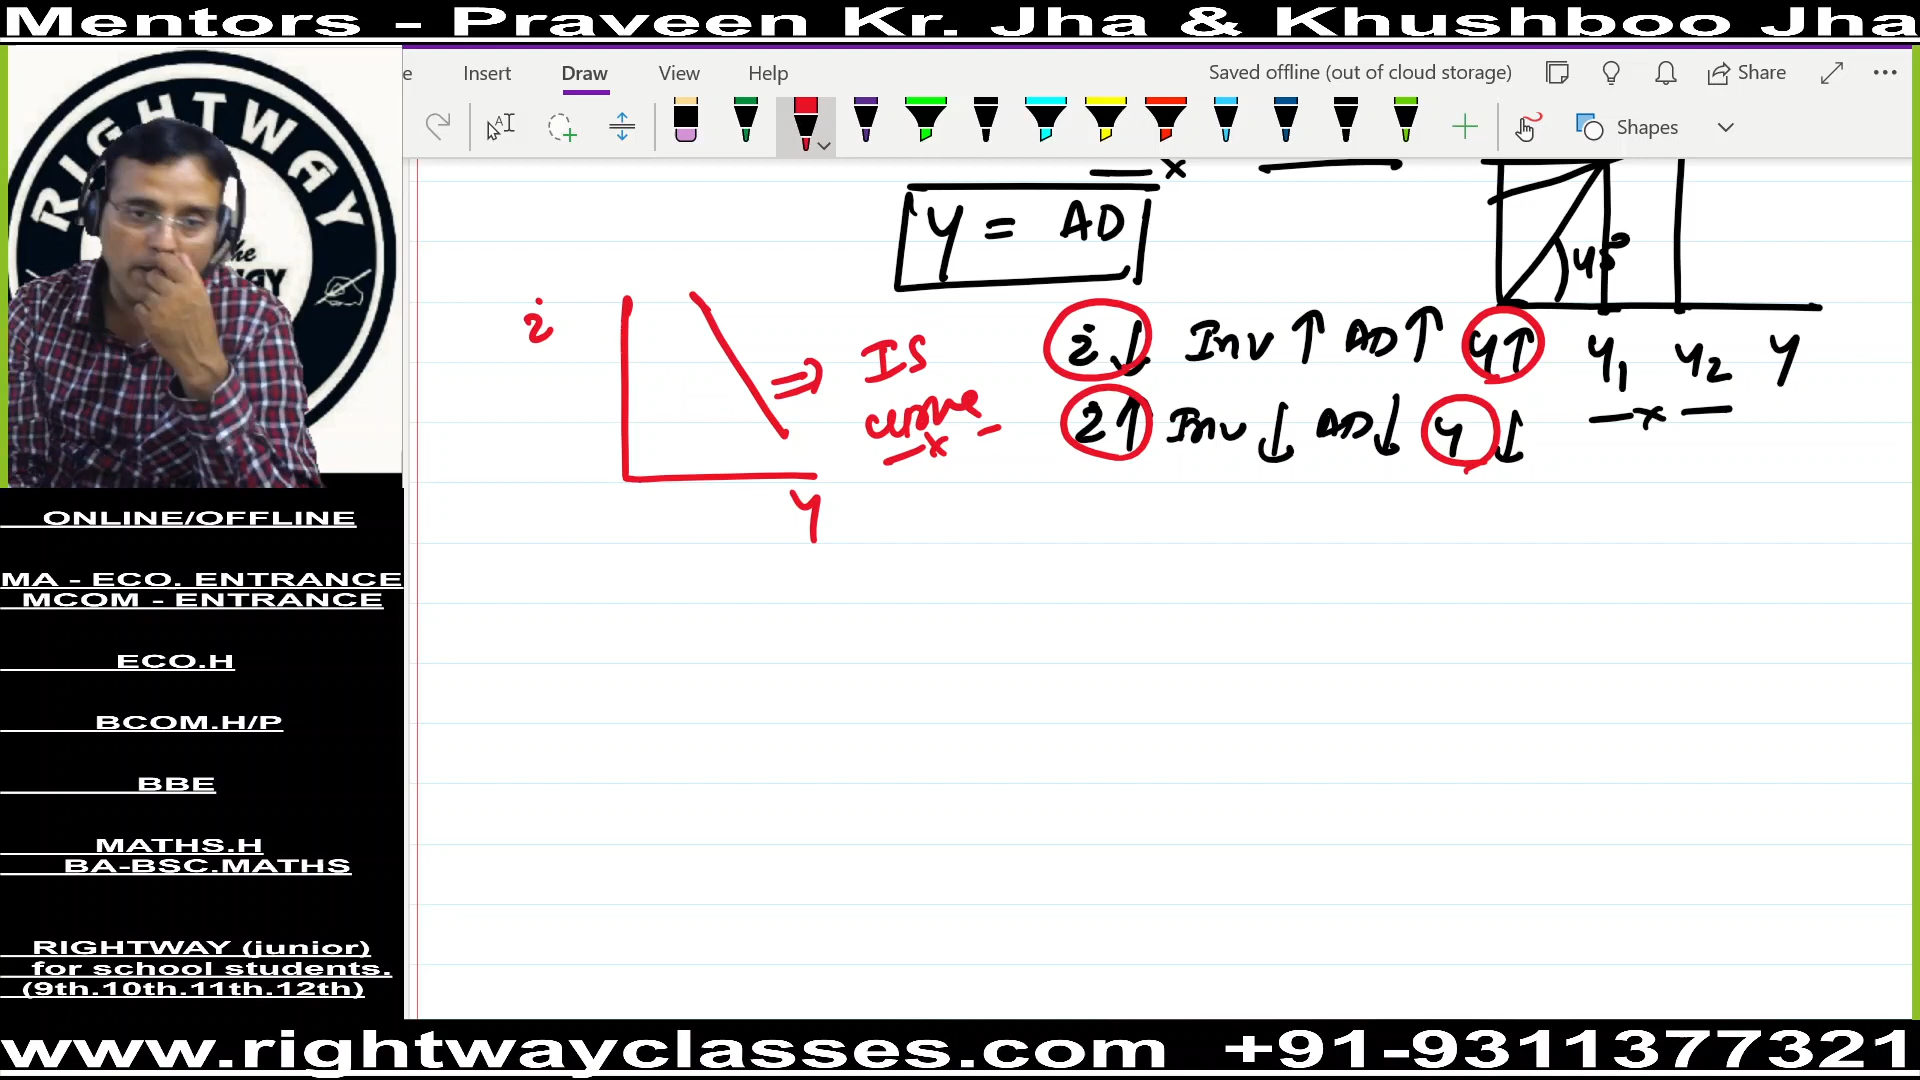 Mentors - Praveen Kr. Jha & Khushboo Jha
Insert Draw View Help Saved offline (out of cloud storage) Share
Shapes
RIGHTWAY
the
Y = AD
45°
i
⇒ IS
curve
Y
i ↓ Inv ↑ AD ↑ Y ↑
i ↑ Inv ↓ AD ↓ Y ↓
Y1 Y2 Y
ONLINE/OFFLINE
MA - ECO. ENTRANCE
MCOM - ENTRANCE
ECO.H
BCOM.H/P
BBE
MATHS.H
BA-BSC.MATHS
RIGHTWAY (junior)
for school students.
(9th.10th.11th.12th)
www.rightwayclasses.com +91-9311377321